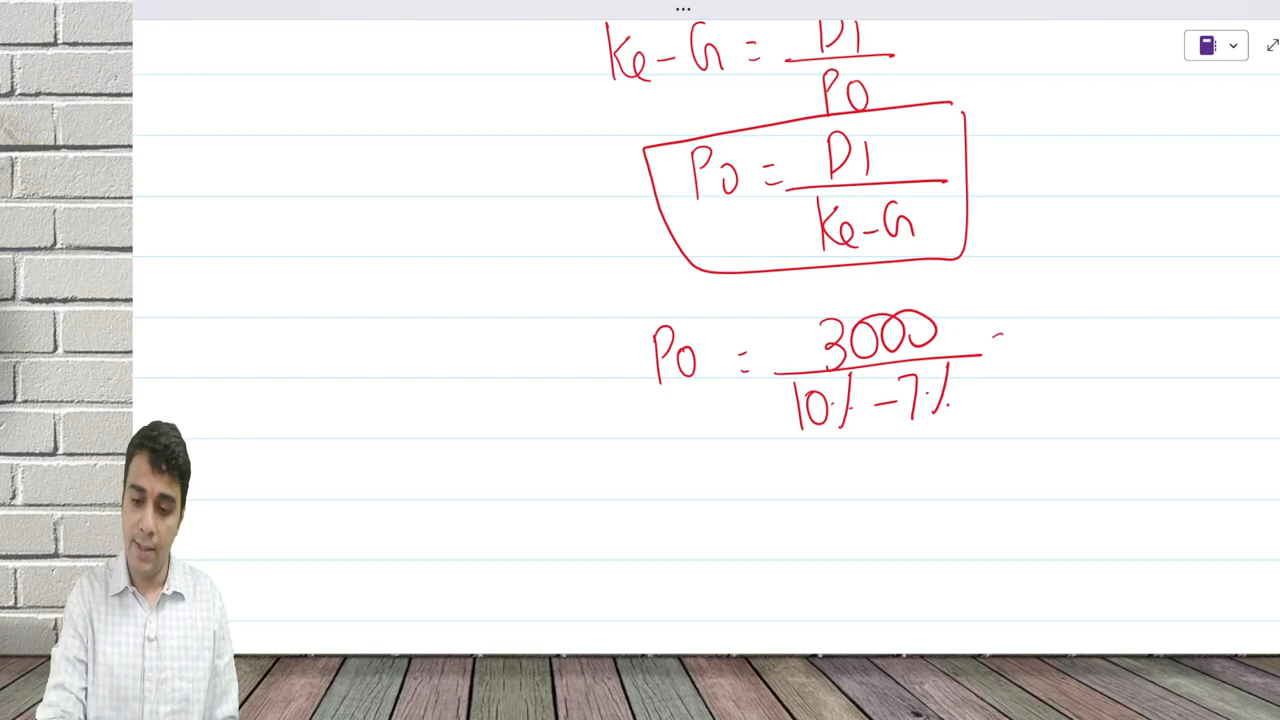 Ke - G = D1 / P0
P0 = D1 / Ke - G
P0 = 3000 / 10% - 7% =